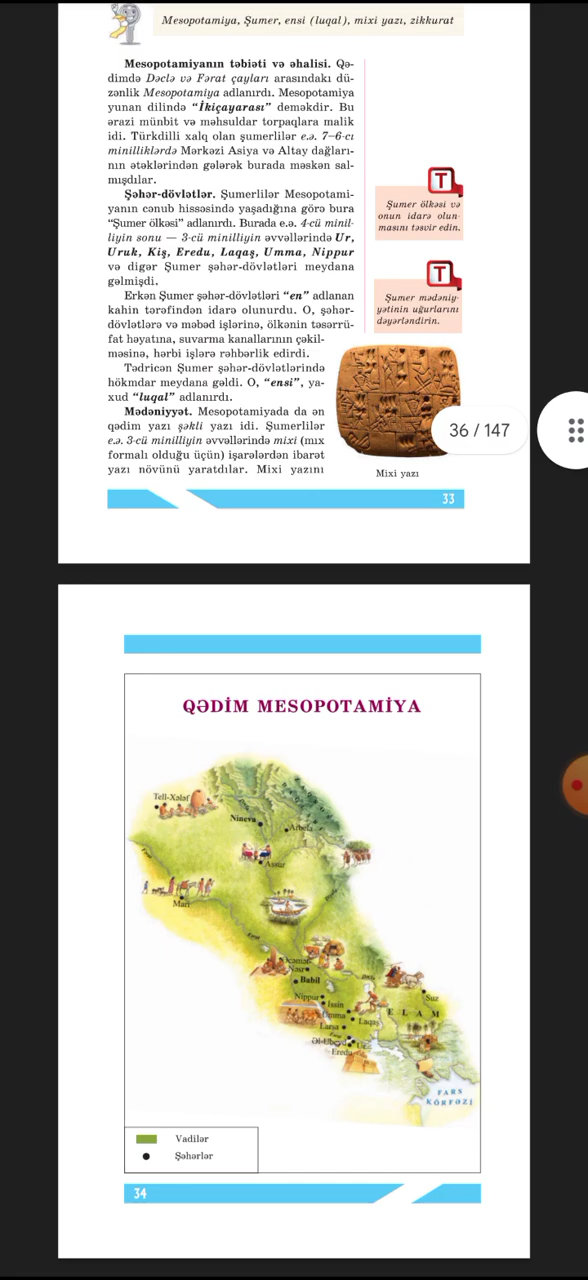 Mesopotamiya, Şumer, ensi (luqal), mixi yazı, zikkurat
Mesopotamiyanın təbiəti və əhalisi. Qə-
dimdə Dəclə və Fərat çayları arasındakı dü-
zənlik Mesopotamiya adlanırdı. Mesopotamiya
yunan dilində “İkiçayarası” deməkdir. Bu
ərazi münbit və məhsuldar torpaqlara malik
idi. Türkdilli xalq olan şumerlilər e.ə. 7–6-cı
minilliklərdə Mərkəzi Asiya və Altay dağları-
nın ətəklərindən gələrək burada məskən sal-
mışdılar.
Şəhər-dövlətlər. Şumerlilər Mesopotami-
yanın cənub hissəsində yaşadığına görə bura
“Şumer ölkəsi” adlanırdı. Burada e.ə. 4-cü minil-
liyin sonu — 3-cü minilliyin əvvəllərində Ur,
Uruk, Kiş, Eredu, Laqaş, Umma, Nippur
və digər Şumer şəhər-dövlətləri meydana
gəlmişdi.
Erkən Şumer şəhər-dövlətləri “en” adlanan
kahin tərəfindən idarə olunurdu. O, şəhər-
dövlətlərə və məbəd işlərinə, ölkənin təsərrü-
fat həyatına, suvarma kanallarının çəkil-
məsinə, hərbi işlərə rəhbərlik edirdi.
Tədricən Şumer şəhər-dövlətlərində
hökmdar meydana gəldi. O, “ensi”, ya-
xud “luqal” adlanırdı.
Mədəniyyət. Mesopotamiyada da ən
qədim yazı şəkli yazı idi. Şumerlilər
e.ə. 3-cü minilliyin əvvəllərində mixi (mıx
formalı olduğu üçün) işarələrdən ibarət
yazı növünü yaratdılar. Mixi yazını
T
Şumer ölkəsi və
onun idarə olun-
masını təsvir edin.
T
Şumer mədəniy-
yətinin uğurlarını
dəyərləndirin.
36 / 147
Mixi yazı
33
QƏDİM MESOPOTAMİYA
Tell-Xələf
Nineva
Arbela
Aşşur
Mari
Fərat
Babil
Nippur
Issin
Umma
Larsa
Laqaş
Ur
Eredu
Suz
ELAM
FARS
KÖRFƏZİ
Vadilər
Şəhərlər
34